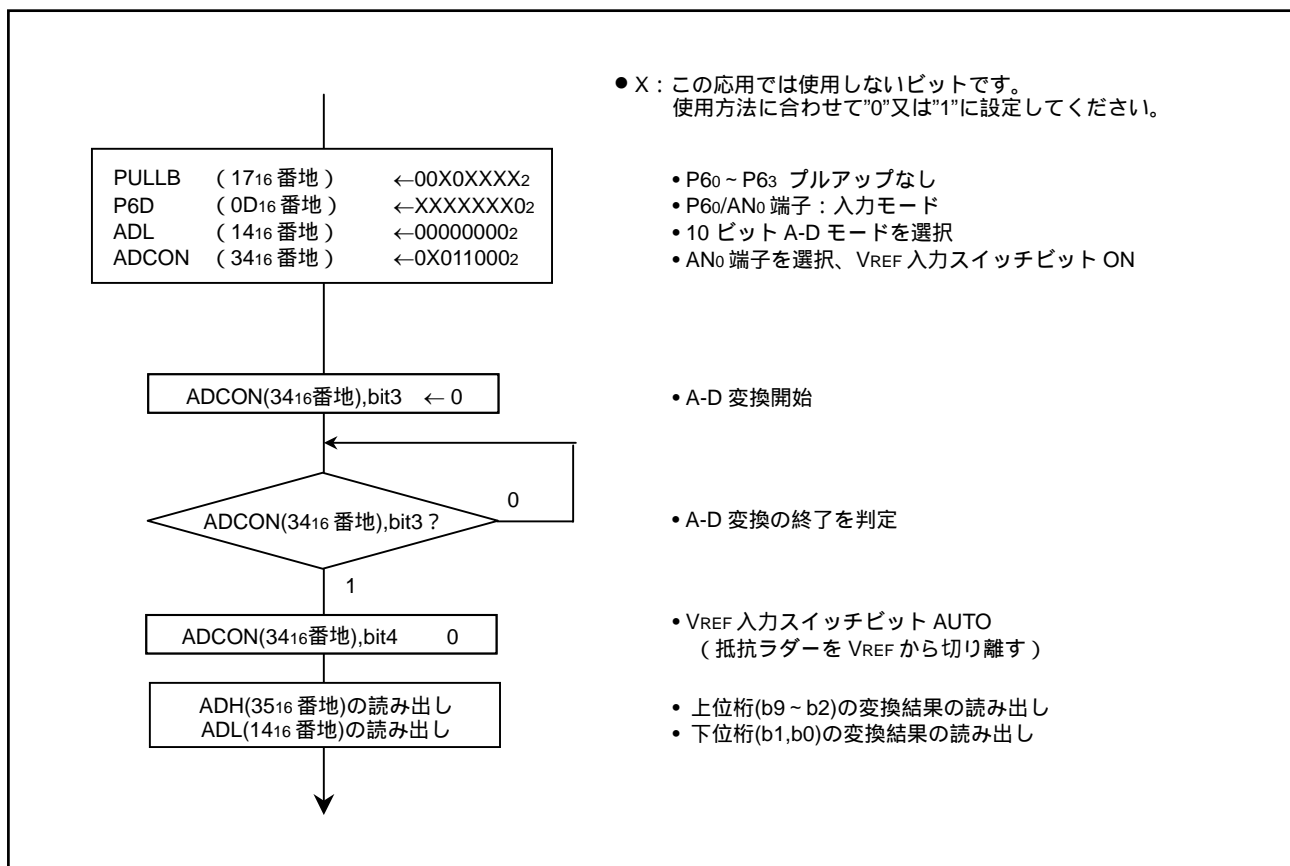 ● X：この応用では使用しないビットです。
使用方法に合わせて”0”又は”1”に設定してください。
PULLB （1716 番地） ←00X0XXXX2
P6D （0D16 番地） ←XXXXXXX02
ADL （1416 番地） ←000000002
ADCON （3416 番地） ←0X0110002
• P60 ~ P63 プルアップなし
• P60/AN0 端子：入力モード
• 10 ビット A-D モードを選択
• AN0 端子を選択、VREF 入力スイッチビット ON
ADCON(3416番地),bit3 ← 0
• A-D 変換開始
ADCON(3416 番地),bit3？
0
• A-D 変換の終了を判定
1
ADCON(3416番地),bit4 0
• VREF 入力スイッチビット AUTO
（抵抗ラダーを VREF から切り離す）
ADH(3516 番地)の読み出し
ADL(1416 番地)の読み出し
• 上位桁(b9 ~ b2)の変換結果の読み出し
• 下位桁(b1,b0)の変換結果の読み出し